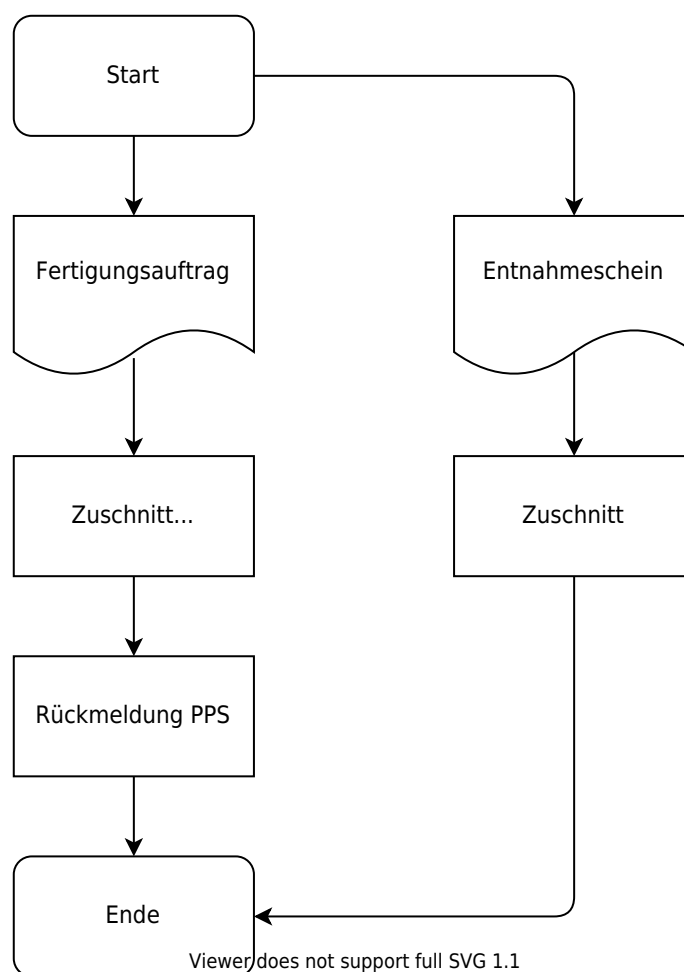 Start
Fertigungsauftrag
Entnahmeschein
Zuschnitt...
Zuschnitt
Rückmeldung PPS
Ende
Viewer does not support full SVG 1.1